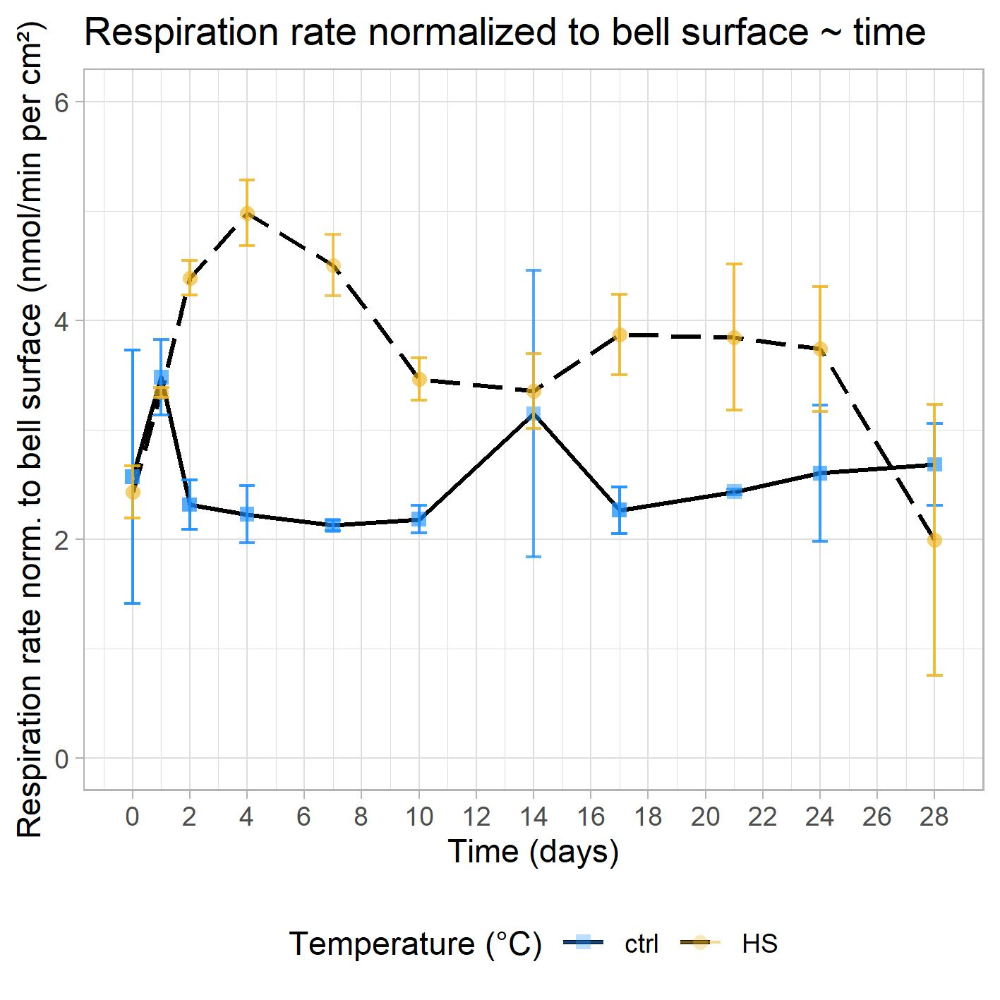 Respiration rate normalized to bell surface ~ time
Respiration rate norm. to bell surface (nmol/min per cm²)
6
4
2
0
0 2 4 6 8 10 12 14 16 18 20 22 24 26 28
Time (days)
Temperature (°C) ctrl HS